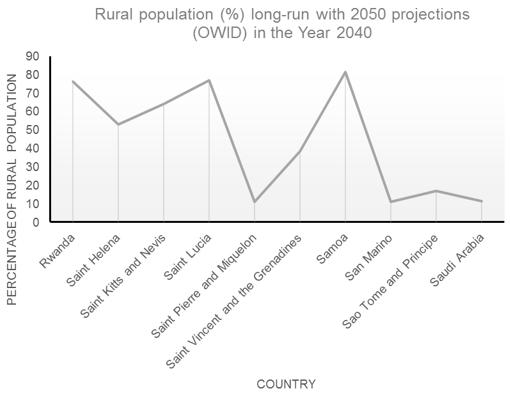 Rural population (%) long-run with 2050 projections
(OWID) in the Year 2040
PERCENTAGE OF RURAL POPULATION
90
80
70
60
50
40
30
20
10
0
Rwanda
Saint Helena
Saint Kitts and Nevis
Saint Lucia
Saint Pierre and Miquelon
Saint Vincent and the Grenadines
Samoa
San Marino
Sao Tome and Principe
Saudi Arabia
COUNTRY